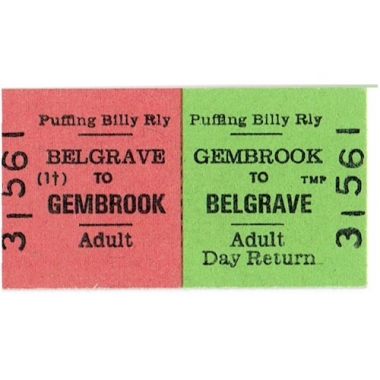 31561
Puffing Billy Rly
BELGRAVE
(1†) TO
GEMBROOK
Adult
Puffing Billy Rly
GEMBROOK
TO TMP
BELGRAVE
Adult
Day Return
31561